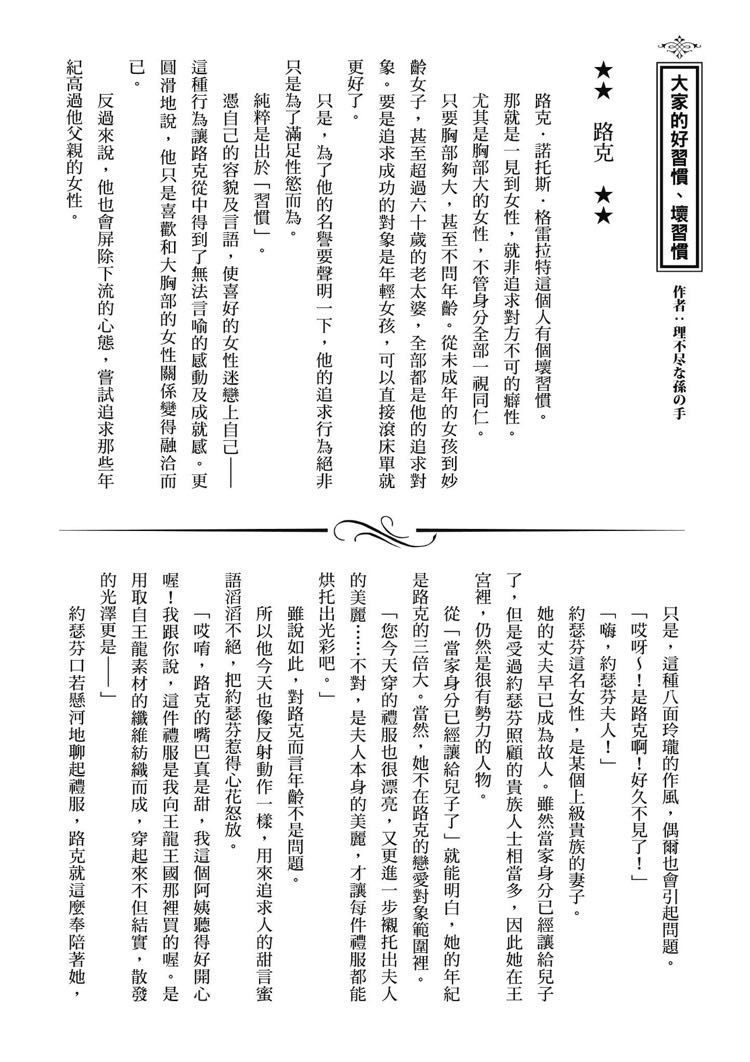 大家的好習慣、壞習慣
作者：理不尽な孫の手
★★　路克　★★
路克．諾托斯．格雷拉特這個人有個壞習慣。
那就是一見到女性，就非追求對方不可的癖性。
尤其是胸部大的女性，不管身分全部一視同仁。
只要胸部夠大，甚至不問年齡。從未成年的女孩到妙
齡女子，甚至超過六十歲的老太婆，全部都是他的追求對
象。要是追求成功的對象是年輕女孩，可以直接滾床單就
更好了。
只是，為了他的名譽要聲明一下，他的追求行為絕非
只是為了滿足性慾而為。
純粹是出於「習慣」。
憑自己的容貌及言語，使喜好的女性迷戀上自己——
這種行為讓路克從中得到了無法言喻的感動及成就感。更
圓滑地說，他只是喜歡和大胸部的女性關係變得融洽而
已。
反過來說，他也會屏除下流的心態，嘗試追求那些年
紀高過他父親的女性。
只是，這種八面玲瓏的作風，偶爾也會引起問題。
「哎呀～！是路克啊！好久不見了！」
「嗨，約瑟芬夫人！」
約瑟芬這名女性，是某個上級貴族的妻子。
她的丈夫早已成為故人。雖然當家身分已經讓給兒子
了，但是受過約瑟芬照顧的貴族人士相當多，因此她在王
宮裡，仍然是很有勢力的人物。
從「當家身分已經讓給兒子了」就能明白，她的年紀
是路克的三倍大。當然，她不在路克的戀愛對象範圍裡。
「您今天穿的禮服也很漂亮，又更進一步襯托出夫人
的美麗……不對，是夫人本身的美麗，才讓每件禮服都能
烘托出光彩吧。」
雖說如此，對路克而言年齡不是問題。
所以他今天也像反射動作一樣，用來追求人的甜言蜜
語滔滔不絕，把約瑟芬惹得心花怒放。
「哎唷，路克的嘴巴真是甜，我這個阿姨聽得好開心
喔！我跟你說，這件禮服是我向王龍王國那裡買的喔。是
用取自王龍素材的纖維紡織而成，穿起來不但結實，散發
的光澤更是——」
約瑟芬口若懸河地聊起禮服，路克就這麼奉陪著她，